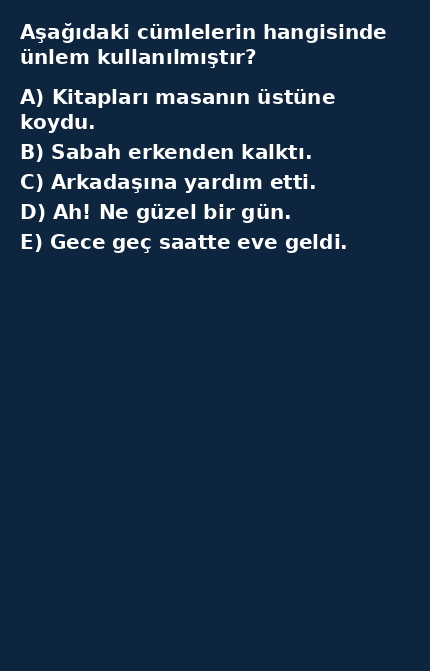 Aşağıdaki cümlelerin hangisinde
ünlem kullanılmıştır?
A) Kitapları masanın üstüne
koydu.
B) Sabah erkenden kalktı.
C) Arkadaşına yardım etti.
D) Ah! Ne güzel bir gün.
E) Gece geç saatte eve geldi.